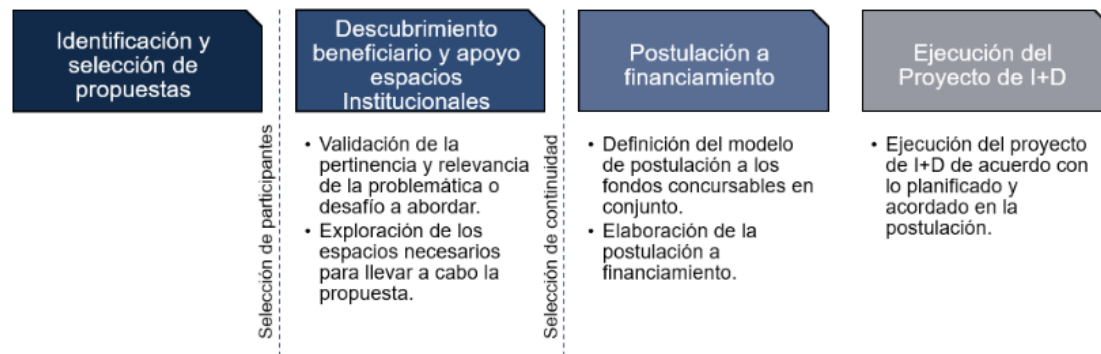 Identificación y
selección de
propuestas
Selección de participantes
Descubrimiento
beneficiario y apoyo
espacios
Institucionales
• Validación de la
pertinencia y relevancia
de la problemática o
desafío a abordar.
• Exploración de los
espacios necesarios
para llevar a cabo la
propuesta.
Selección de continuidad
Postulación a
financiamiento
• Definición del modelo
de postulación a los
fondos concursables en
conjunto.
• Elaboración de la
postulación a
financiamiento.
Ejecución del
Proyecto de I+D
• Ejecución del proyecto
de I+D de acuerdo con
lo planificado y
acordado en la
postulación.